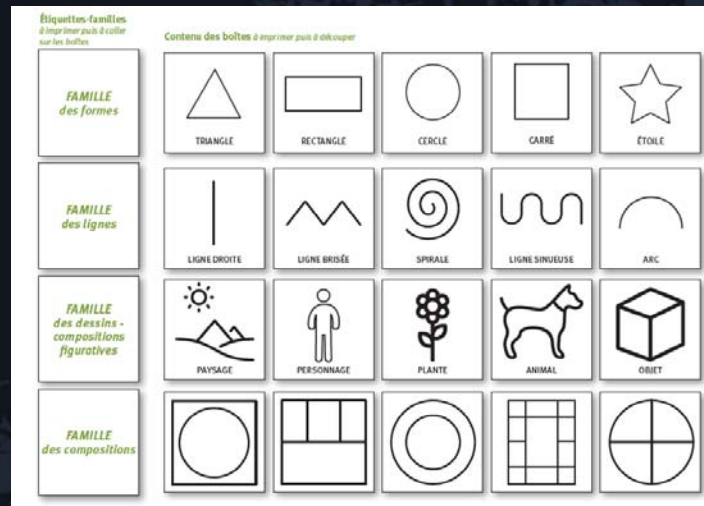 Étiquettes-familles
à imprimer puis à coller
sur les boîtes
Contenu des boîtes à imprimer puis à découper
FAMILLE
des formes
TRIANGLE
RECTANGLE
CERCLE
CARRÉ
ÉTOILE
FAMILLE
des lignes
LIGNE DROITE
LIGNE BRISÉE
SPIRALE
LIGNE SINUEUSE
ARC
FAMILLE
des dessins -
compositions
figuratives
PAYSAGE
PERSONNAGE
PLANTE
ANIMAL
OBJET
FAMILLE
des compositions